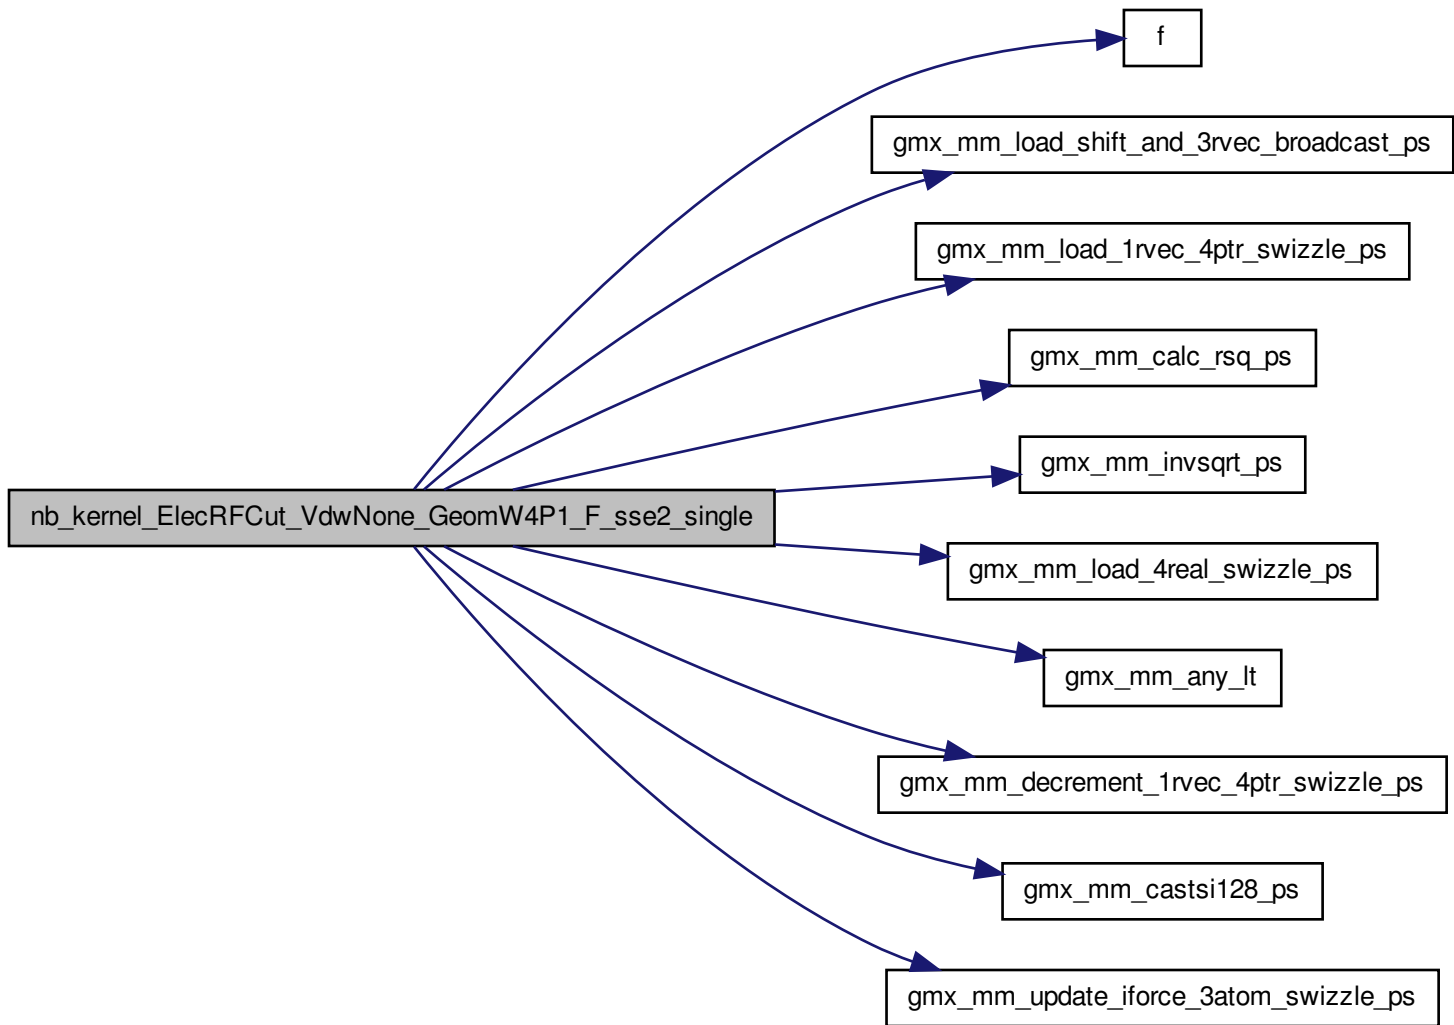 f
gmx_mm_load_shift_and_3rvec_broadcast_ps
gmx_mm_load_1rvec_4ptr_swizzle_ps
gmx_mm_calc_rsq_ps
gmx_mm_invsqrt_ps
nb_kernel_ElecRFCut_VdwNone_GeomW4P1_F_sse2_single
gmx_mm_load_4real_swizzle_ps
gmx_mm_any_lt
gmx_mm_decrement_1rvec_4ptr_swizzle_ps
gmx_mm_castsi128_ps
gmx_mm_update_iforce_3atom_swizzle_ps